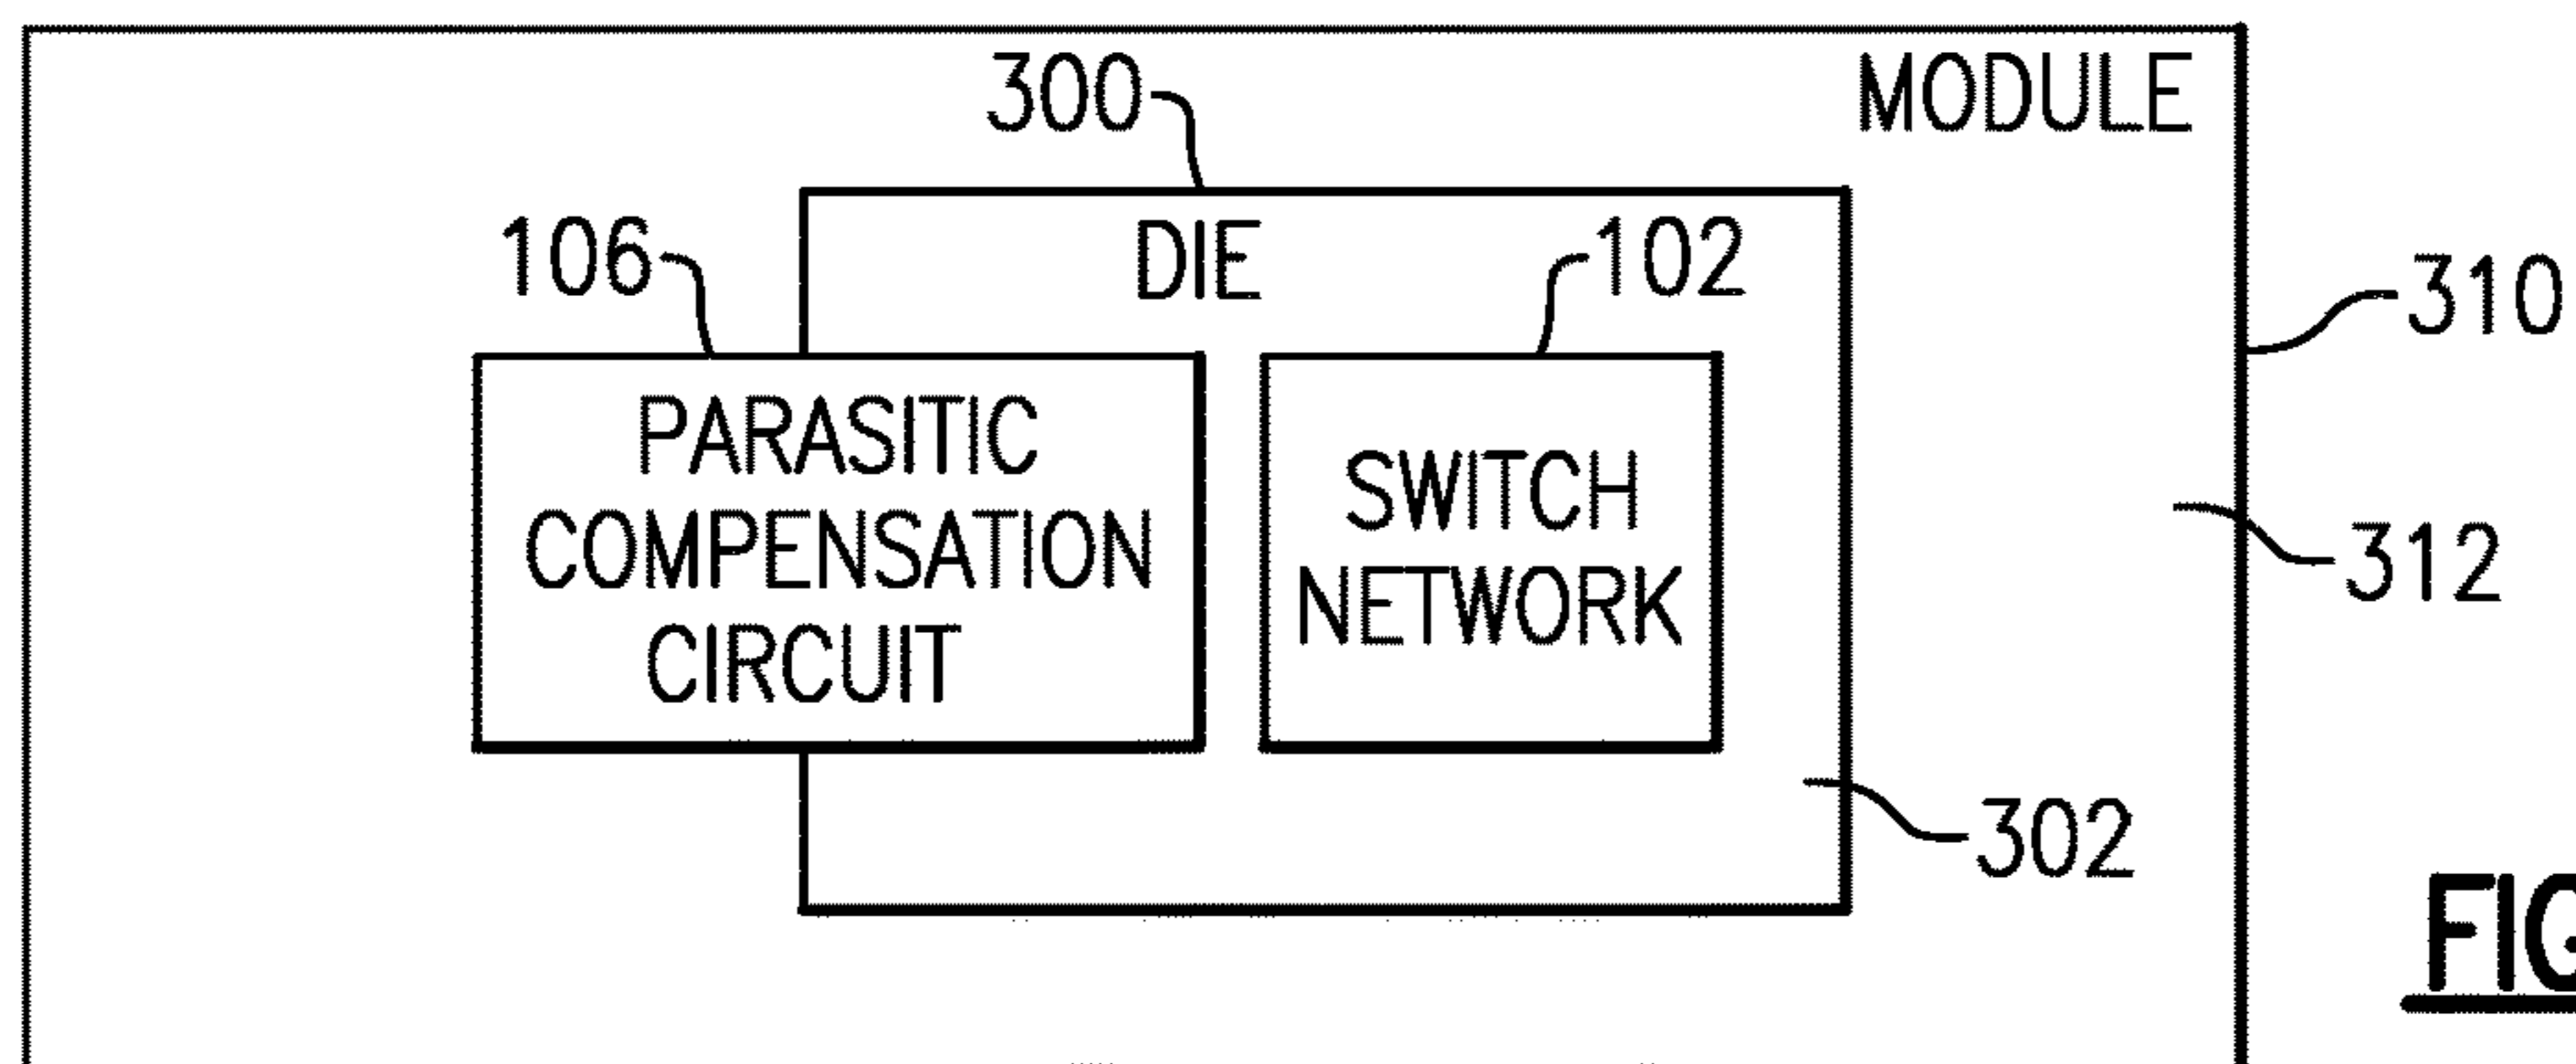 MODULE
300
DIE
106
102
310
PARASITIC
COMPENSATION
CIRCUIT
SWITCH
NETWORK
312
302